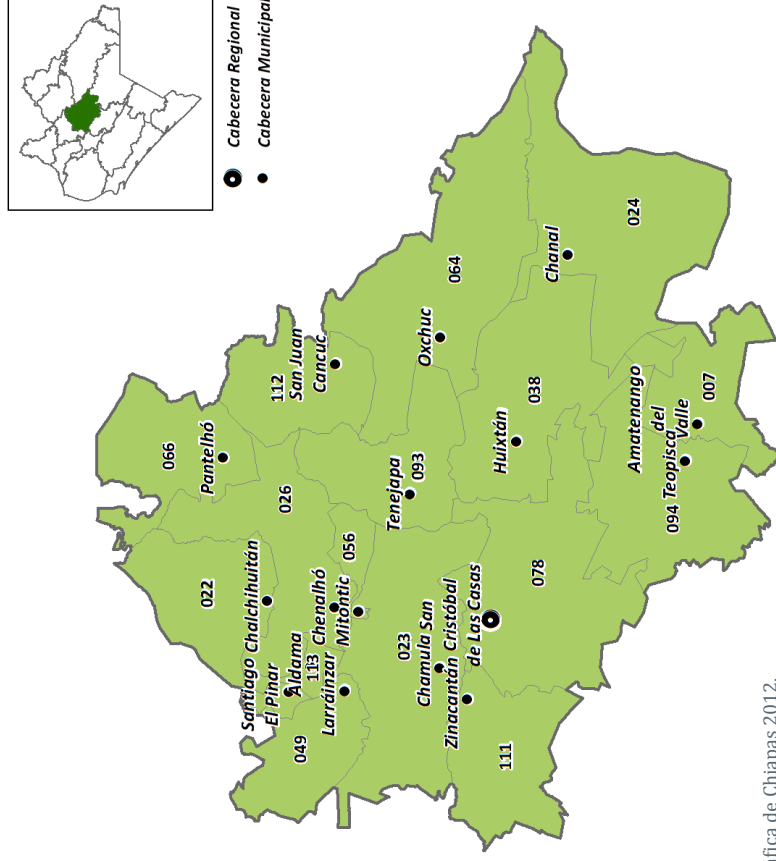 Cabecera Regional
Cabecera Municipal
066
Pantelhó
112
San Juan
Cancuc
022
026
Santiago
El Pinar
Chalchihuitán
Aldama
113
Chenalhó
Mitontic
056
049
Larráinzar
Tenejapa
093
064
Oxchuc
023
Chamula
San
Cristóbal
de Las Casas
Zinacantán
111
078
Huixtán
038
Chanal
024
Amatenango
del
Valle
007
094
Teopisca
fica de Chiapas 2012.